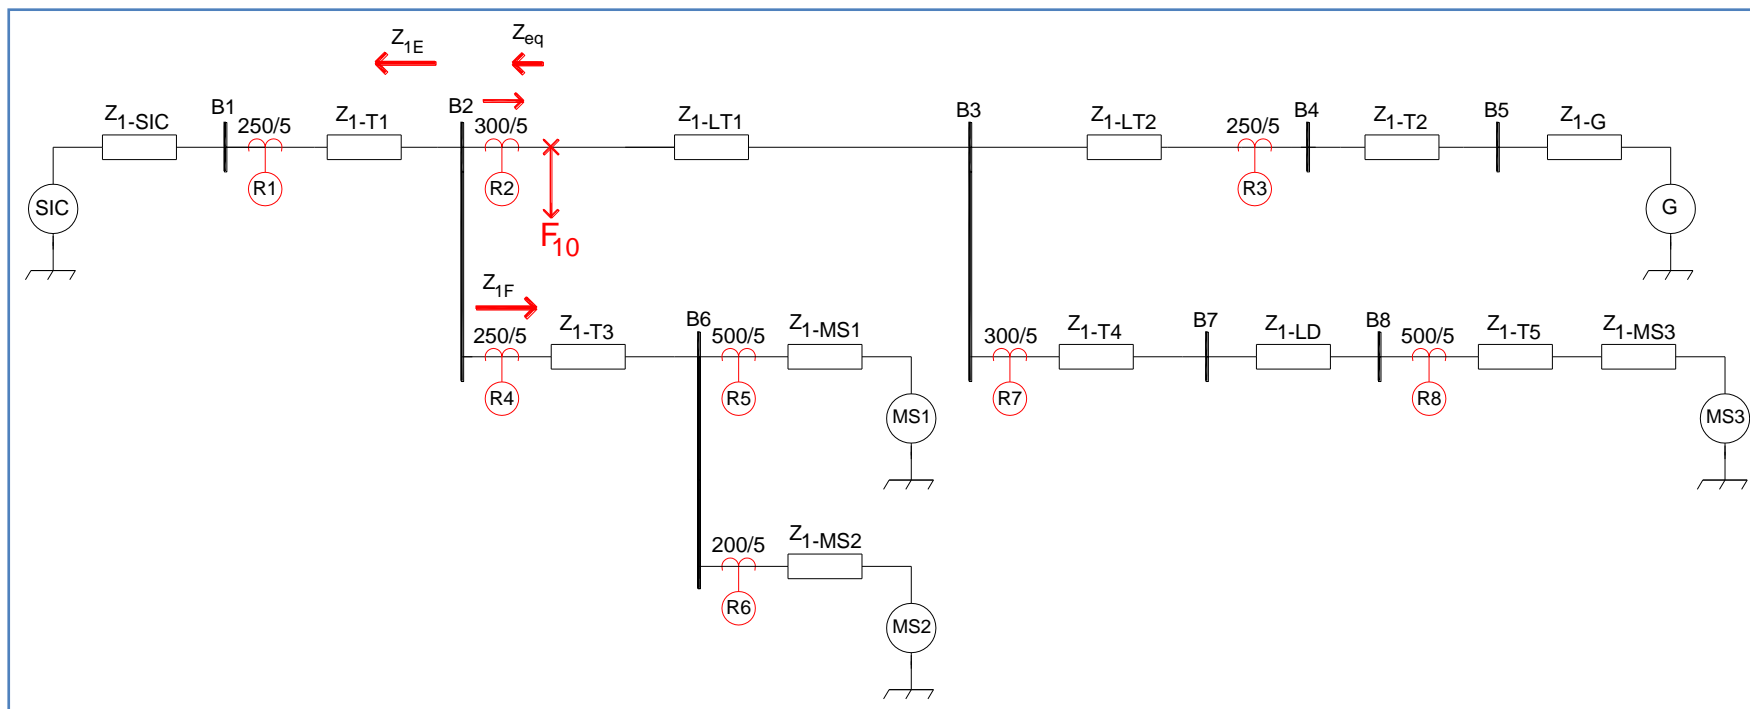 Z1E
Zeq
Z1-SIC
B1
250/5
Z1-T1
B2
300/5
Z1-LT1
B3
Z1-LT2
250/5
B4
Z1-T2
B5
Z1-G
R1
R2
R3
SIC
G
F10
Z1F
250/5
Z1-T3
B6
500/5
Z1-MS1
300/5
Z1-T4
B7
Z1-LD
B8
500/5
Z1-T5
Z1-MS3
R4
R5
MS1
R7
R8
MS3
200/5
Z1-MS2
R6
MS2